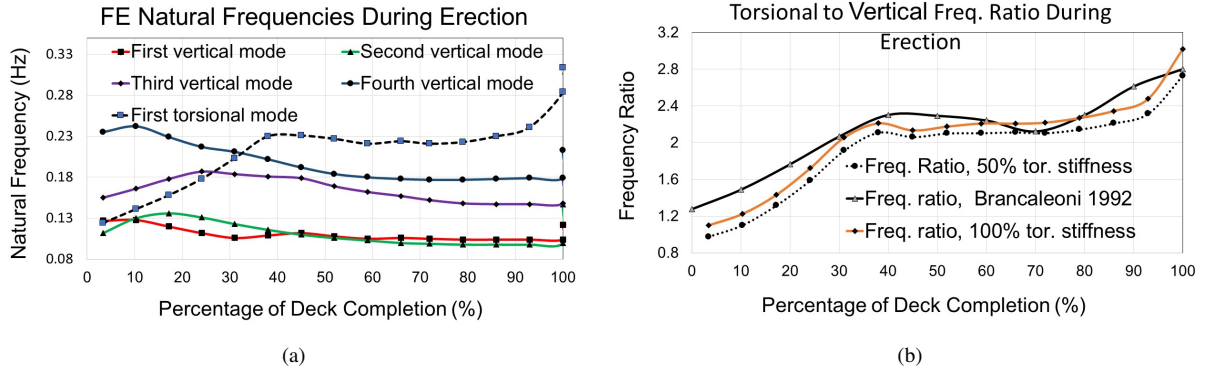 FE Natural Frequencies During Erection
Natural Frequency (Hz)
0.33
0.28
0.23
0.18
0.13
0.08
First vertical mode
Second vertical mode
Third vertical mode
Fourth vertical mode
First torsional mode
0 10 20 30 40 50 60 70 80 90 100
Percentage of Deck Completion (%)
(a)
Torsional to Vertical Freq. Ratio During
Erection
Frequency Ratio
3.2
2.8
2.4
2
1.6
1.2
0.8
Freq. Ratio, 50% tor. stiffness
Freq. ratio, Brancaleoni 1992
Freq. ratio, 100% tor. stiffness
0 10 20 30 40 50 60 70 80 90 100
Percentage of Deck Completion (%)
(b)